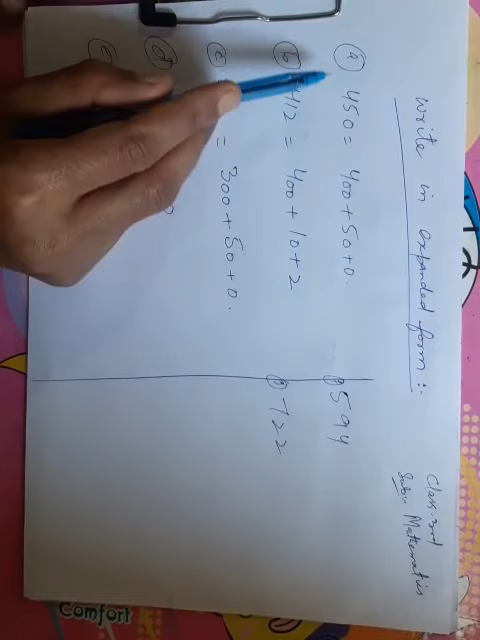 Class-3rd
Sub:- Mathematics
Write in expanded form :-
(a) 450 = 400+50+0.
(b) 412 = 400+10+2
(c) = 300+50+0.
(d)
(e)
594
722
Comfort